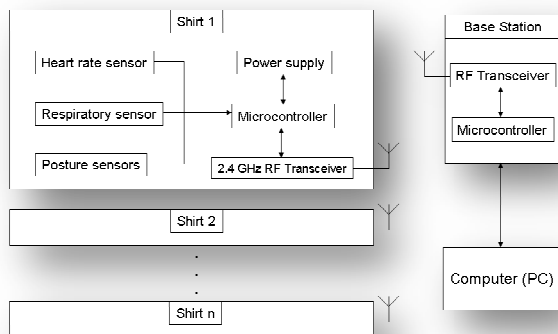 Shirt 1
Heart rate sensor
Power supply
Respiratory sensor
Microcontroller
Posture sensors
2.4 GHz RF Transceiver
Shirt 2
Shirt n
Base Station
RF Transceiver
Microcontroller
Computer (PC)